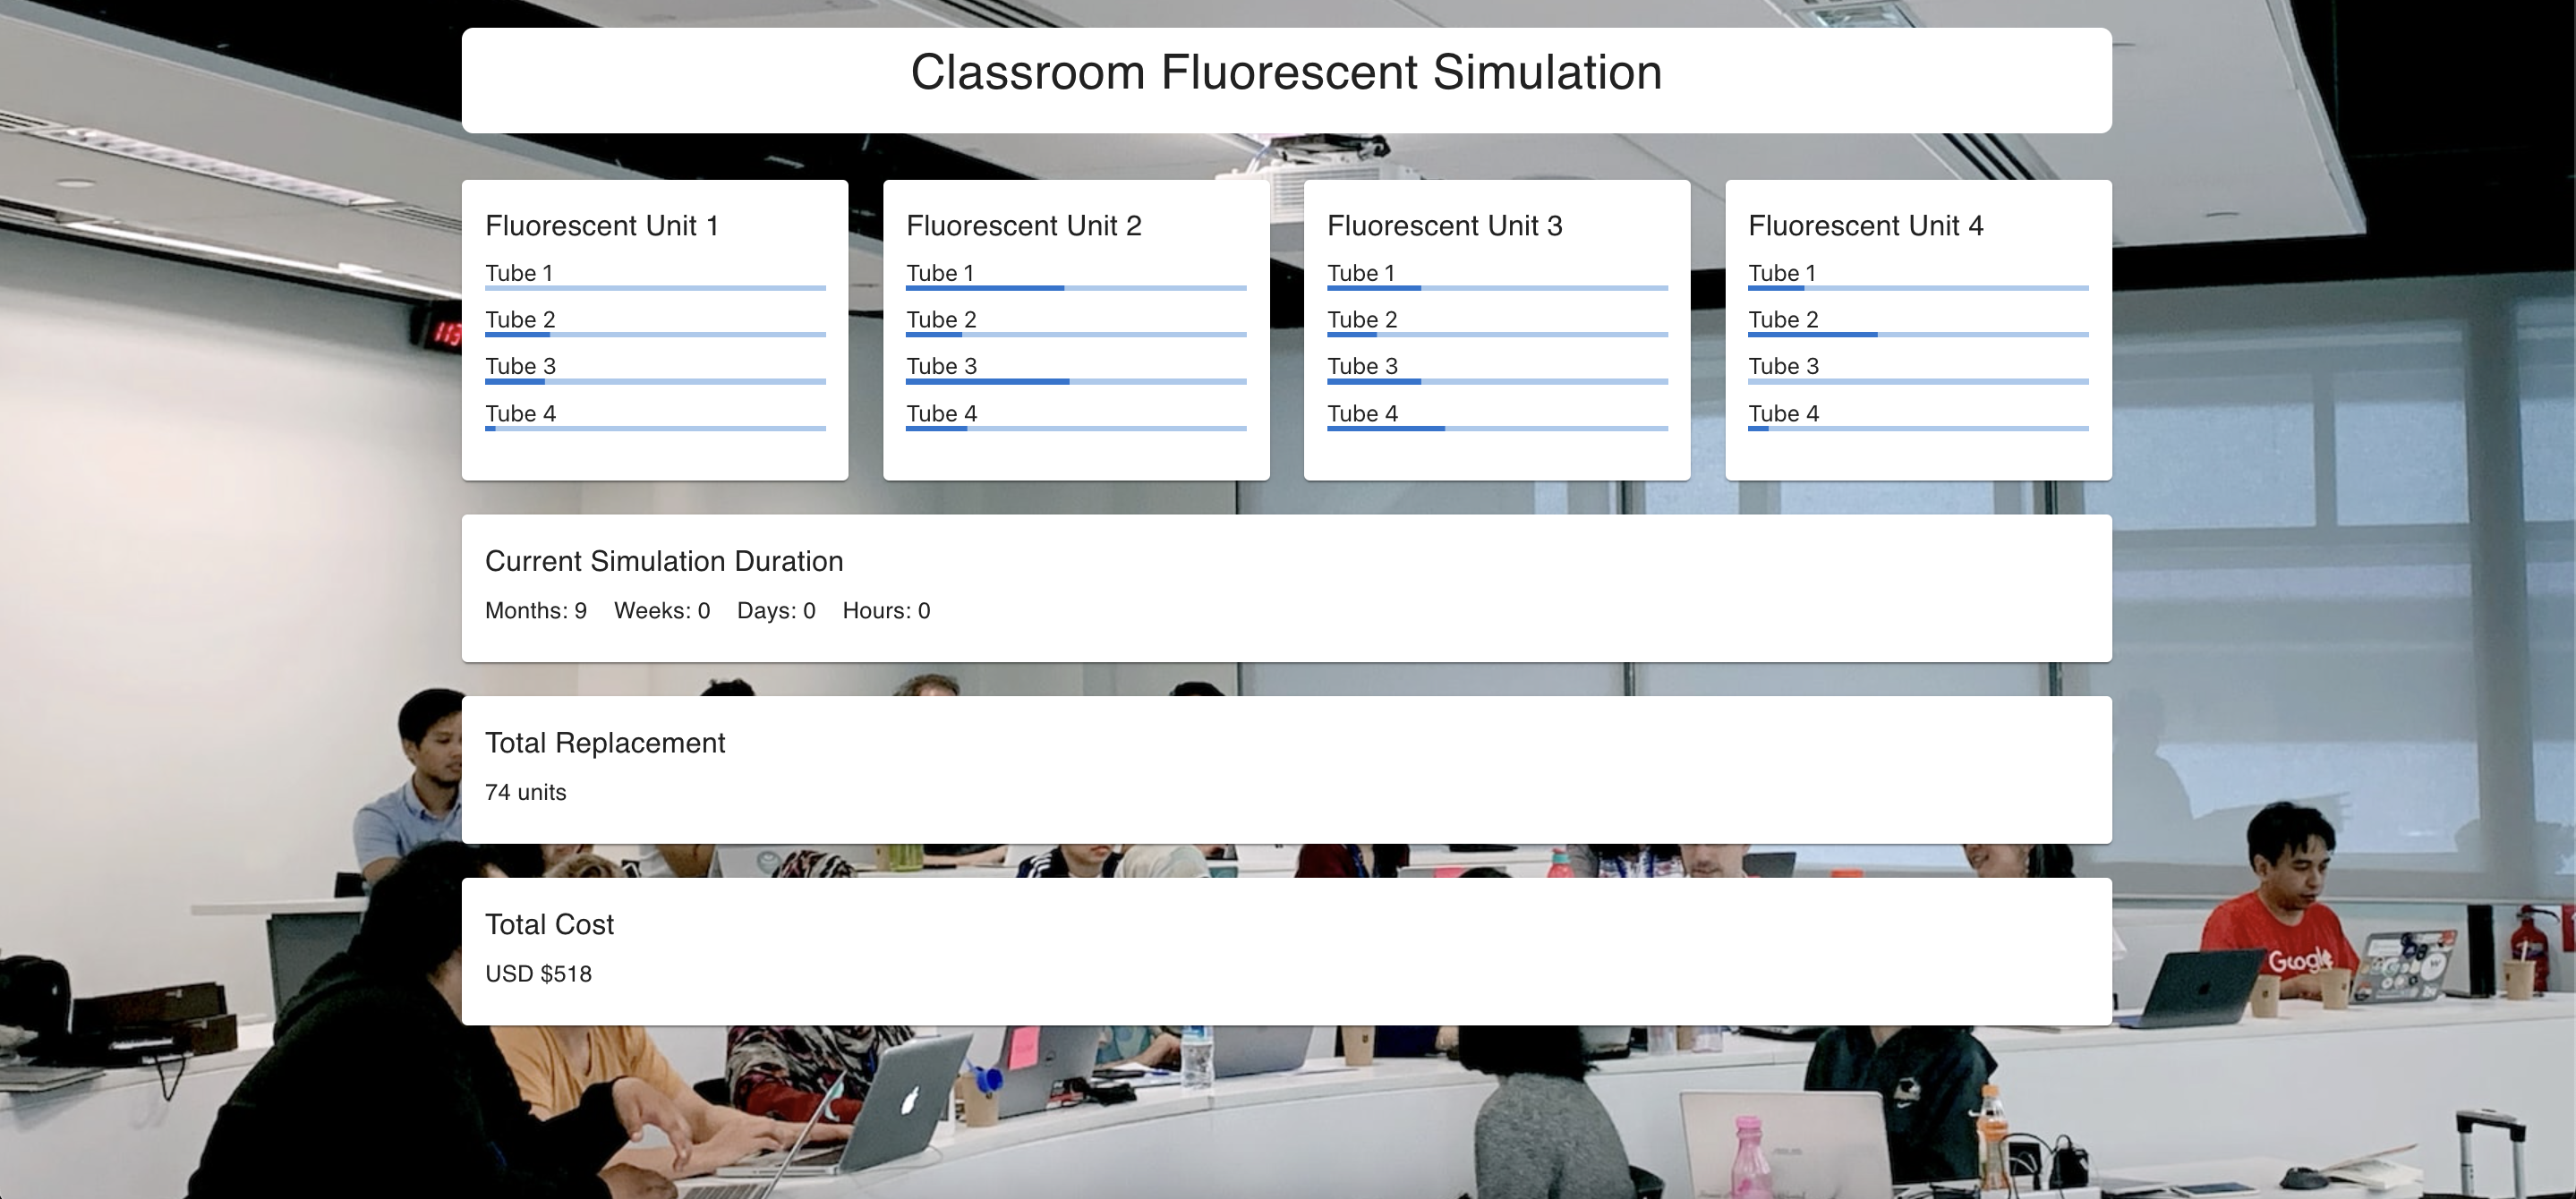 Classroom Fluorescent Simulation
Fluorescent Unit 1
Tube 1
Tube 2
Tube 3
Tube 4
Fluorescent Unit 2
Tube 1
Tube 2
Tube 3
Tube 4
Fluorescent Unit 3
Tube 1
Tube 2
Tube 3
Tube 4
Fluorescent Unit 4
Tube 1
Tube 2
Tube 3
Tube 4
Current Simulation Duration
Months: 9 Weeks: 0 Days: 0 Hours: 0
Total Replacement
74 units
Total Cost
USD $518
Google